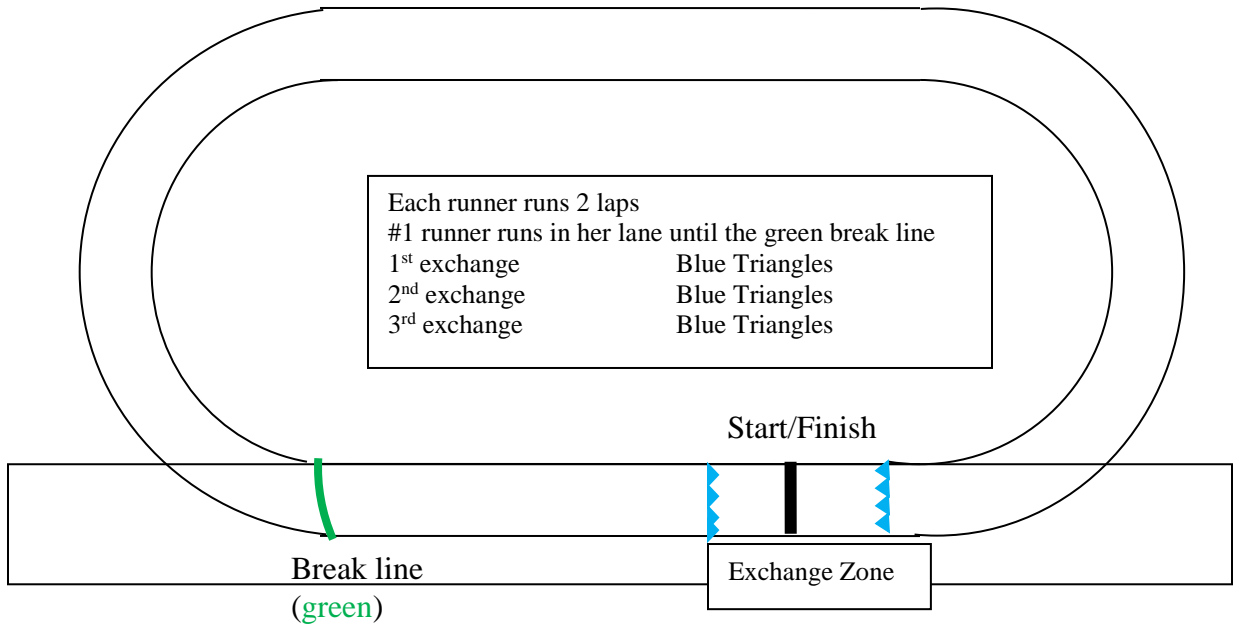 Each runner runs 2 laps
#1 runner runs in her lane until the green break line
1st exchange Blue Triangles
2nd exchange Blue Triangles
3rd exchange Blue Triangles
Start/Finish
Break line
(green)
Exchange Zone